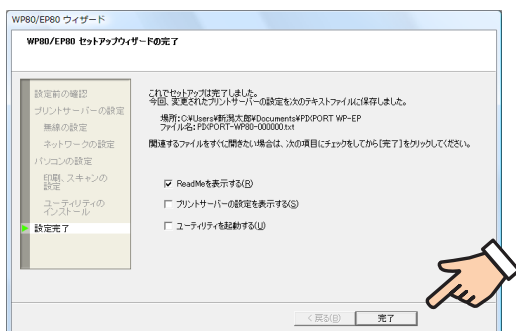 WP80/EP80 ウィザード
WP80/EP80 セットアップウィザードの完了
設定前の確認
プリントサーバーの設定
無線の設定
ネットワークの設定
パソコンの設定
印刷、スキャンの
設定
ユーティリティの
インストール
設定完了
これでセットアップは完了しました。
今回、変更されたプリントサーバーの設定を次のテキストファイルに保存しました。
場所：C:¥Users¥新潟太郎¥Documents¥PIXPORT WP-EP
ファイル名：PIXPORT-WP80-000000.txt
関連するファイルをすぐに開きたい場合は、次の項目にチェックをしてから[完了]をクリックしてください。
ReadMeを表示する(R)
プリントサーバーの設定を表示する(S)
ユーティリティを起動する(U)
< 戻る(B)
完了